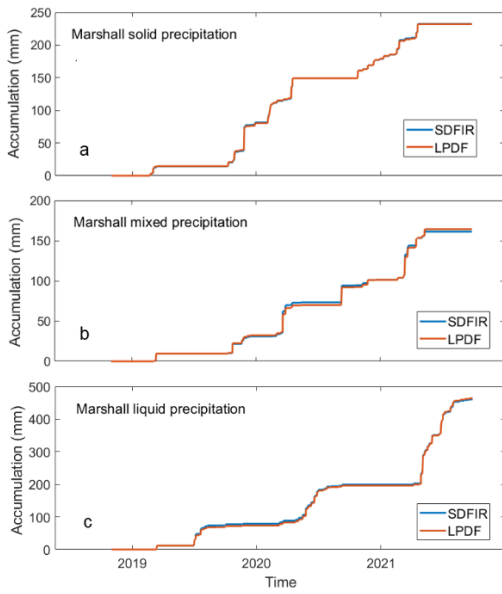 Marshall solid precipitation
250
200
150
100
50
0
Accumulation (mm)
a
SDFIR
LPDF
Marshall mixed precipitation
200
150
100
50
0
Accumulation (mm)
b
SDFIR
LPDF
Marshall liquid precipitation
500
400
300
200
100
0
Accumulation (mm)
c
SDFIR
LPDF
2019 2020 2021
Time